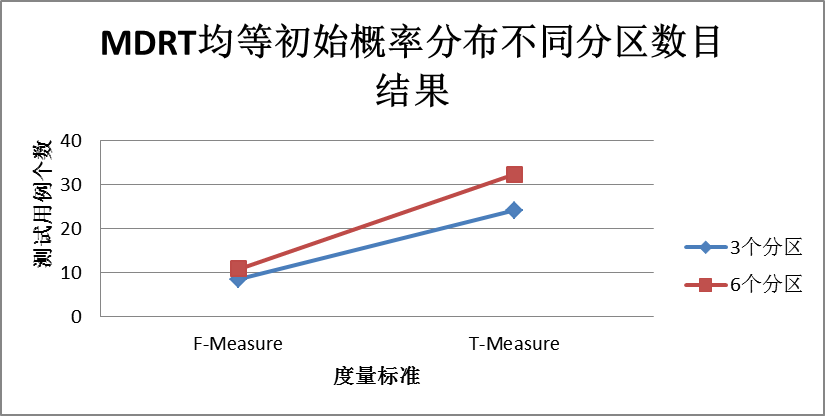 MDRT均等初始概率分布不同分区数目
结果
测试用例个数
40
30
20
10
0
F-Measure
T-Measure
度量标准
3个分区
6个分区